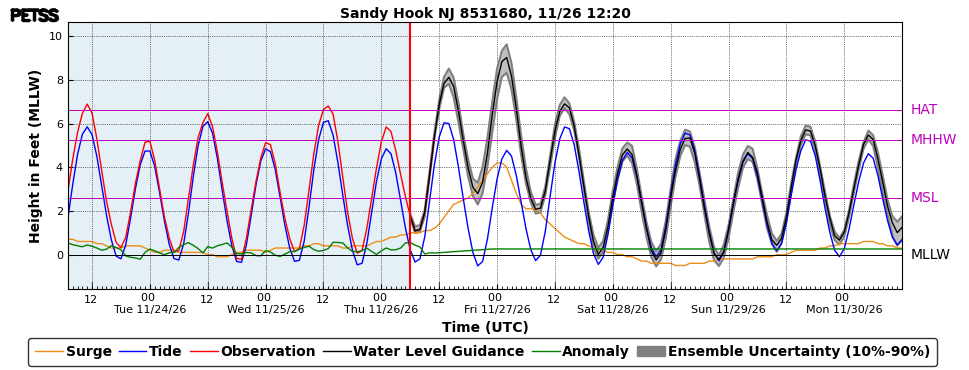 PETSS
Sandy Hook NJ 8531680, 11/26 12:20
Height in Feet (MLLW)
10
8
6
4
2
0
HAT
MHHW
MSL
MLLW
12 00 12 00 12 00 12 00 12 00 12 00 12 00
Tue 11/24/26 Wed 11/25/26 Thu 11/26/26 Fri 11/27/26 Sat 11/28/26 Sun 11/29/26 Mon 11/30/26
Time (UTC)
Surge Tide Observation Water Level Guidance Anomaly Ensemble Uncertainty (10%-90%)